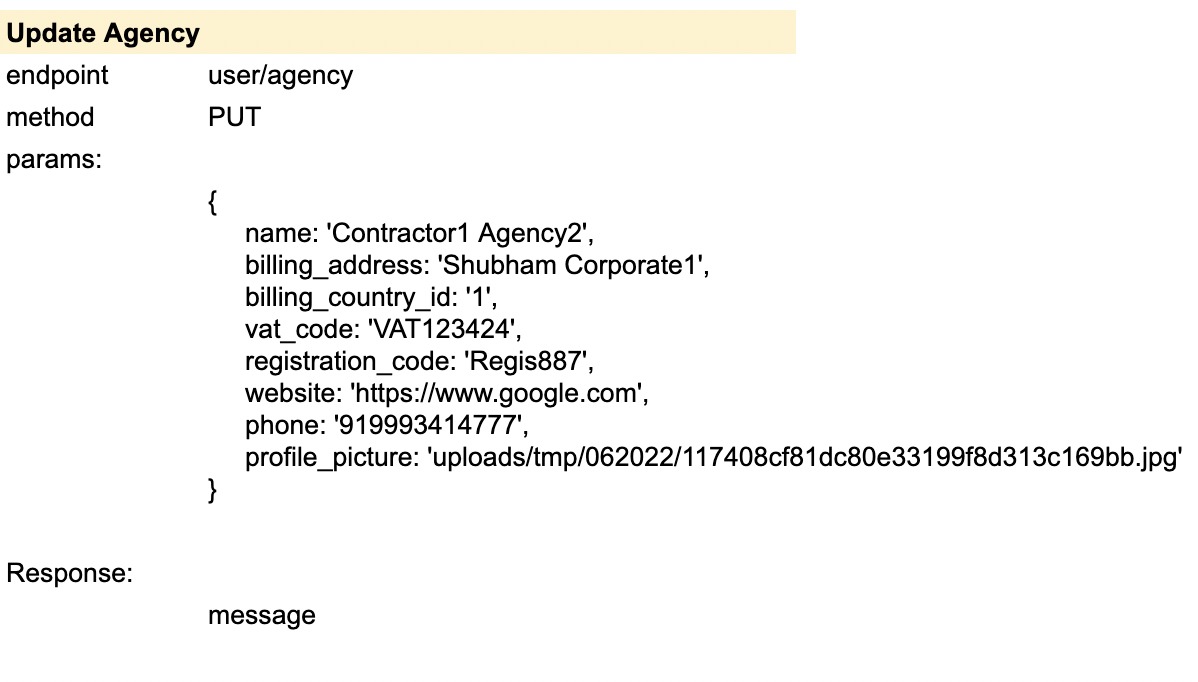 Update Agency
endpoint user/agency
method PUT
params:
{
name: 'Contractor1 Agency2',
billing_address: 'Shubham Corporate1',
billing_country_id: '1',
vat_code: 'VAT123424',
registration_code: 'Regis887',
website: 'https://www.google.com',
phone: '919993414777',
profile_picture: 'uploads/tmp/062022/117408cf81dc80e33199f8d313c169bb.jpg'
}
Response:
message